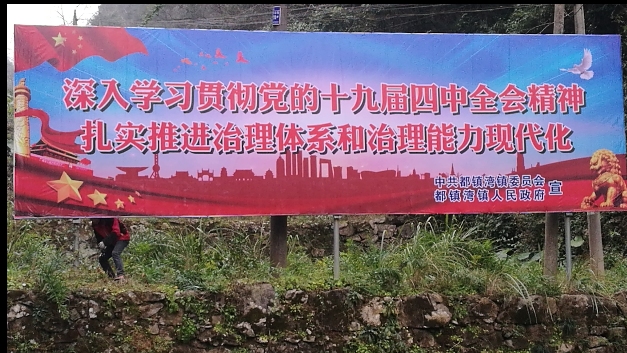 深入学习贯彻党的十九届四中全会精神
扎实推进治理体系和治理能力现代化
中共都镇湾镇委员会
都镇湾镇人民政府 宣